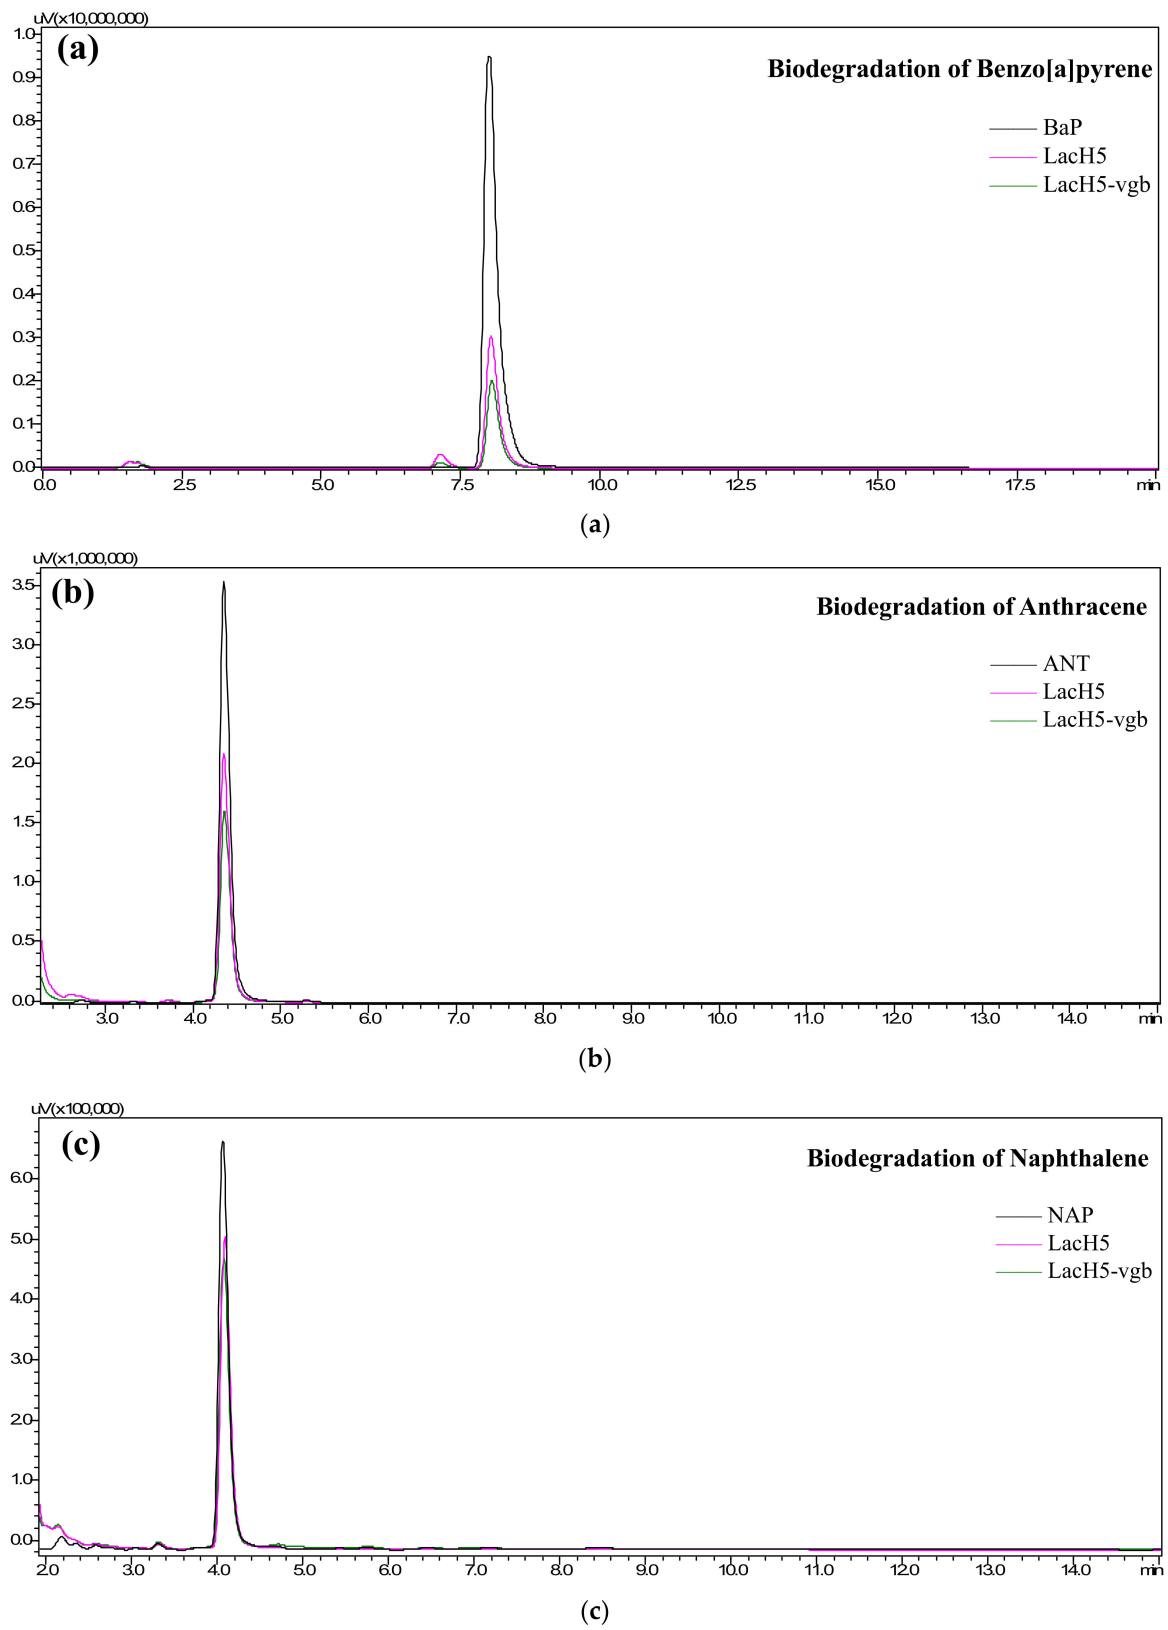 uV(x10,000,000)
(a)
Biodegradation of Benzo[a]pyrene
BaP
LacH5
LacH5-vgb
1.0
0.9
0.8
0.7
0.6
0.5
0.4
0.3
0.2
0.1
0.0
0.0 2.5 5.0 7.5 10.0 12.5 15.0 17.5 min
(a)
uV(x1,000,000)
(b)
Biodegradation of Anthracene
ANT
LacH5
LacH5-vgb
3.5
3.0
2.5
2.0
1.5
1.0
0.5
0.0
3.0 4.0 5.0 6.0 7.0 8.0 9.0 10.0 11.0 12.0 13.0 14.0 min
(b)
uV(x100,000)
(c)
Biodegradation of Naphthalene
NAP
LacH5
LacH5-vgb
6.0
5.0
4.0
3.0
2.0
1.0
0.0
2.0 3.0 4.0 5.0 6.0 7.0 8.0 9.0 10.0 11.0 12.0 13.0 14.0 min
(c)